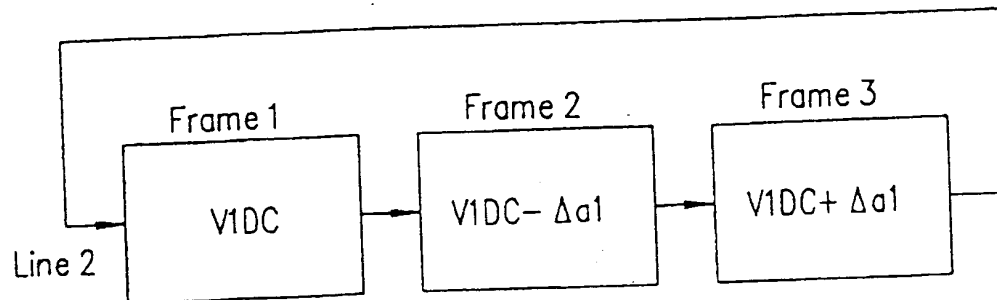 Frame 1
Frame 2
Frame 3
V1DC
V1DC- Δa1
V1DC+ Δa1
Line 2